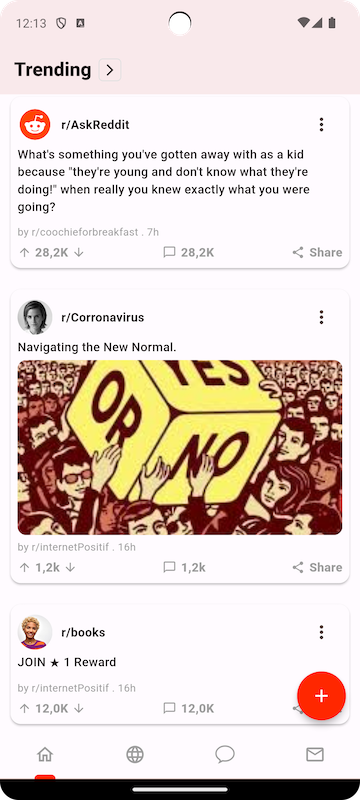 12:13
Trending
r/AskReddit
What's something you've gotten away with as a kid
because "they're young and don't know what they're
doing!" when really you knew exactly what you were
going?
by r/coochieforbreakfast . 7h
28,2K 28,2K Share
r/Corronavirus
Navigating the New Normal.
YES
OR
NO
by r/internetPositif . 16h
1,2k 1,2k Share
r/books
JOIN ★ 1 Reward
by r/internetPositif . 16h
12,0K 12,0K